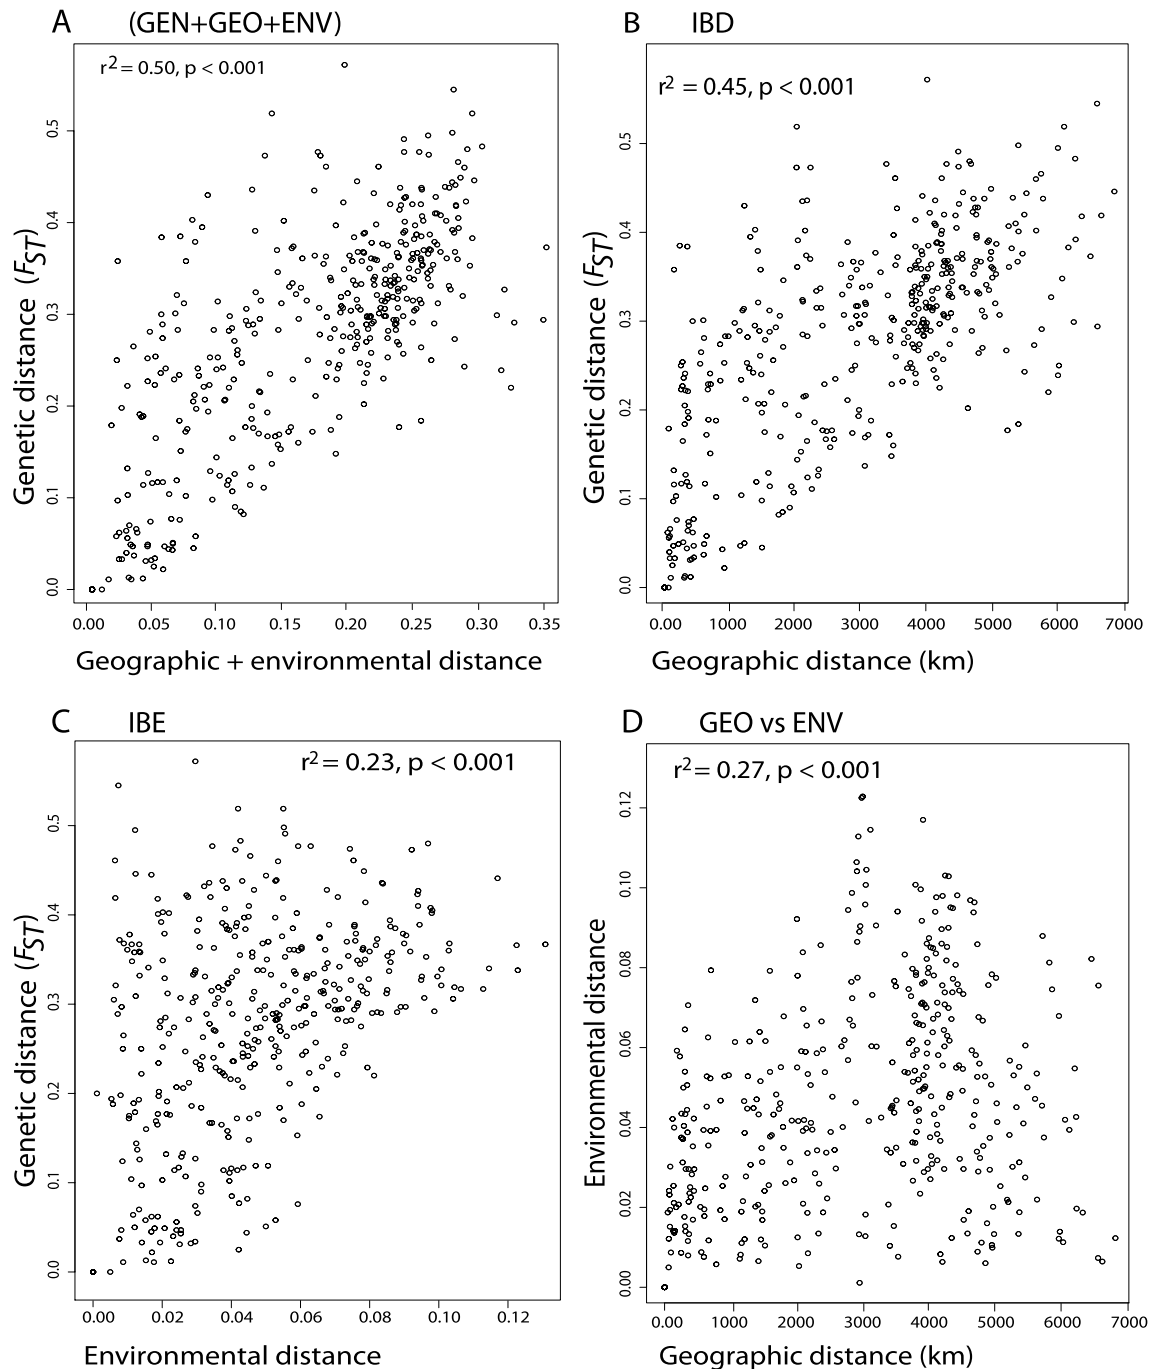 A (GEN+GEO+ENV)
r2 = 0.50, p < 0.001
Genetic distance (FST)
0.0 0.1 0.2 0.3 0.4 0.5
0.00 0.05 0.10 0.15 0.20 0.25 0.30 0.35
Geographic + environmental distance
B IBD
r2 = 0.45, p < 0.001
Genetic distance (FST)
0.0 0.1 0.2 0.3 0.4 0.5
0 1000 2000 3000 4000 5000 6000 7000
Geographic distance (km)
C IBE
r2 = 0.23, p < 0.001
Genetic distance (FST)
0.0 0.1 0.2 0.3 0.4 0.5
0.00 0.02 0.04 0.06 0.08 0.10 0.12
Environmental distance
D GEO vs ENV
r2 = 0.27, p < 0.001
Environmental distance
0.00 0.02 0.04 0.06 0.08 0.10 0.12
0 1000 2000 3000 4000 5000 6000 7000
Geographic distance (km)